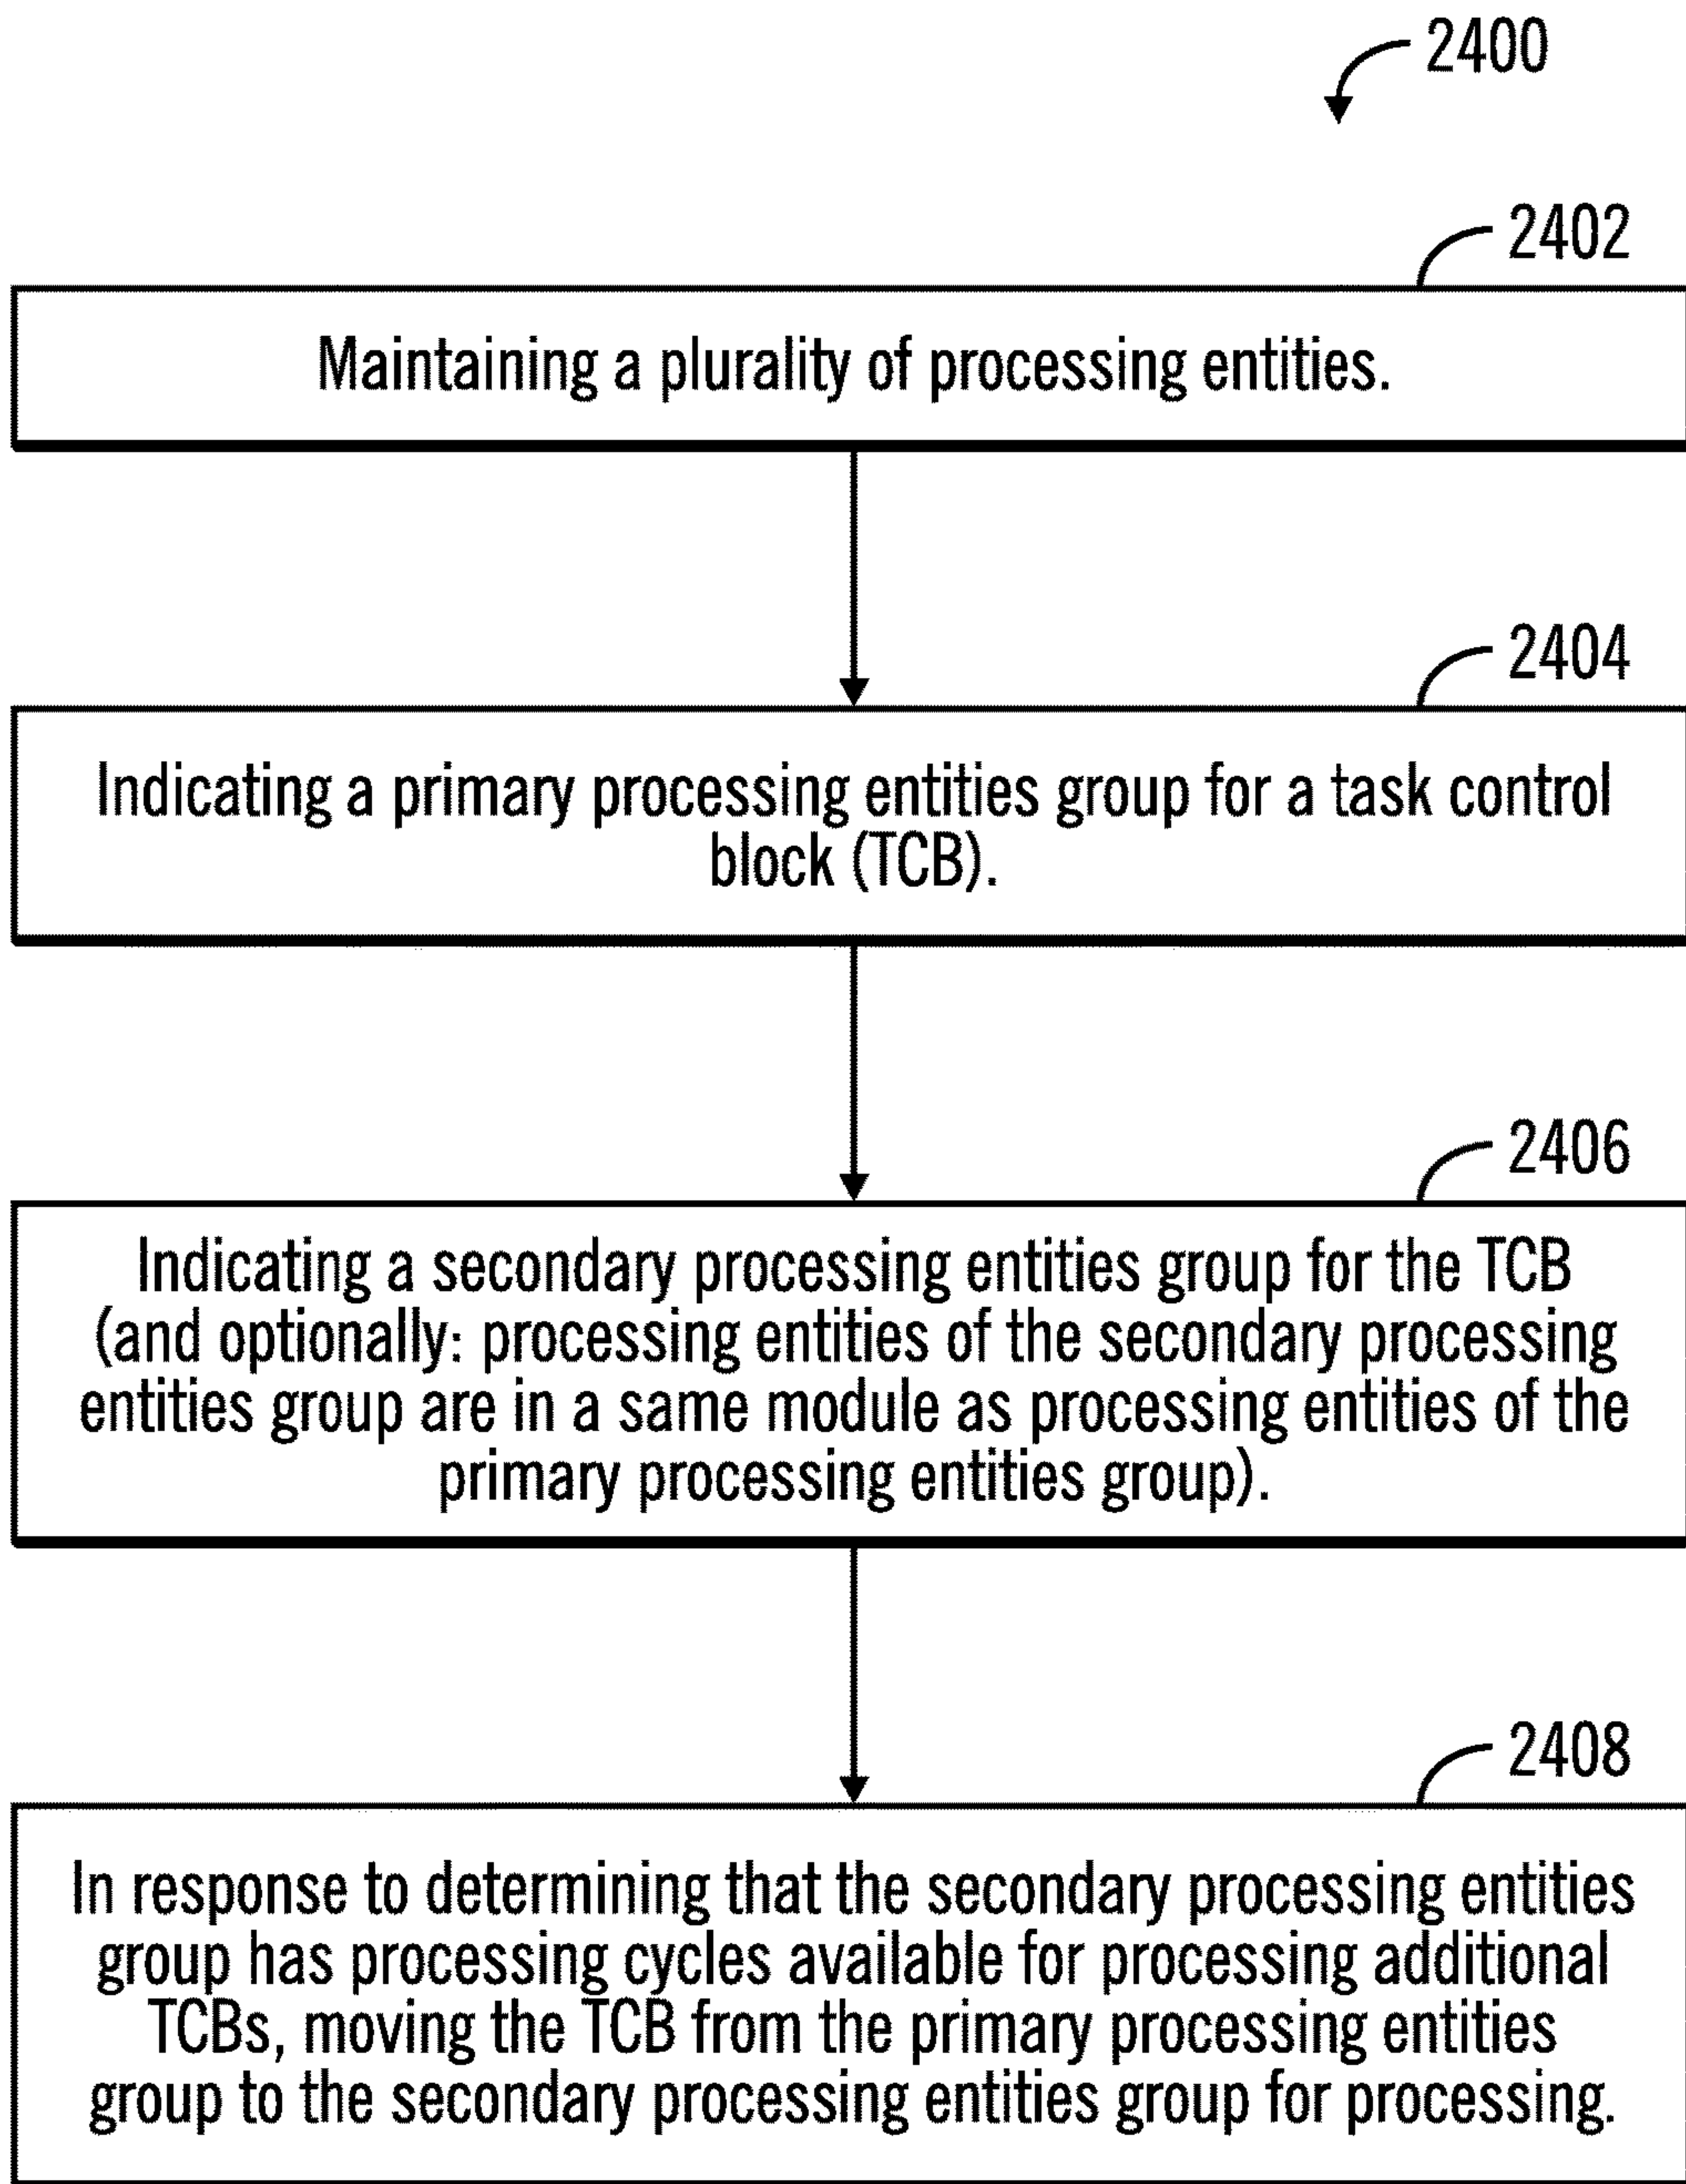 2400
2402
Maintaining a plurality of processing entities.
2404
Indicating a primary processing entities group for a task control
block (TCB).
2406
Indicating a secondary processing entities group for the TCB
(and optionally: processing entities of the secondary processing
entities group are in a same module as processing entities of the
primary processing entities group).
2408
In response to determining that the secondary processing entities
group has processing cycles available for processing additional
TCBs, moving the TCB from the primary processing entities
group to the secondary processing entities group for processing.